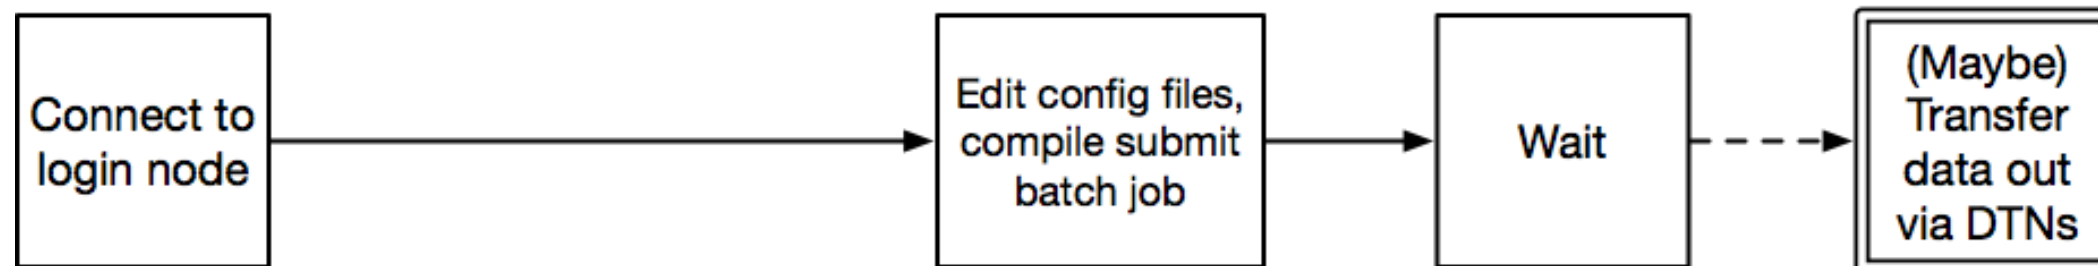 Connect to
login node
Edit config files,
compile submit
batch job
Wait
(Maybe)
Transfer
data out
via DTNs